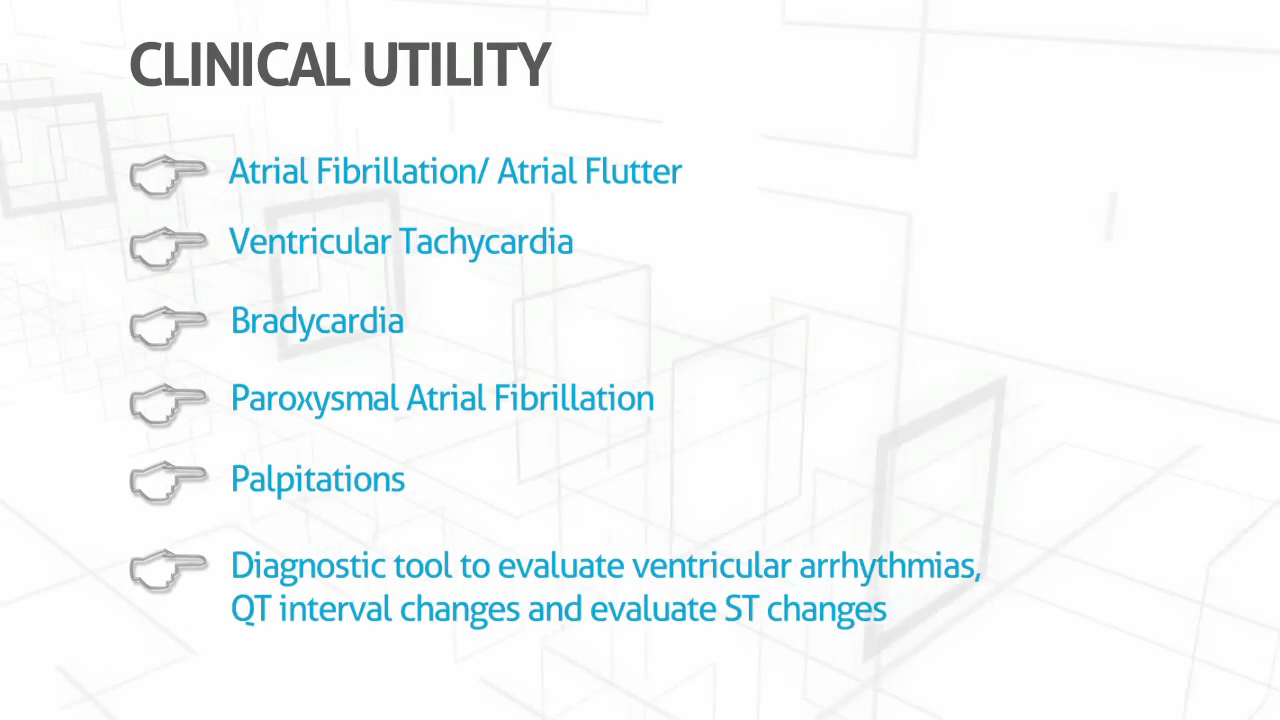 CLINICAL UTILITY
Atrial Fibrillation/ Atrial Flutter
Ventricular Tachycardia
Bradycardia
Paroxysmal Atrial Fibrillation
Palpitations
Diagnostic tool to evaluate ventricular arrhythmias,
QT interval changes and evaluate ST changes